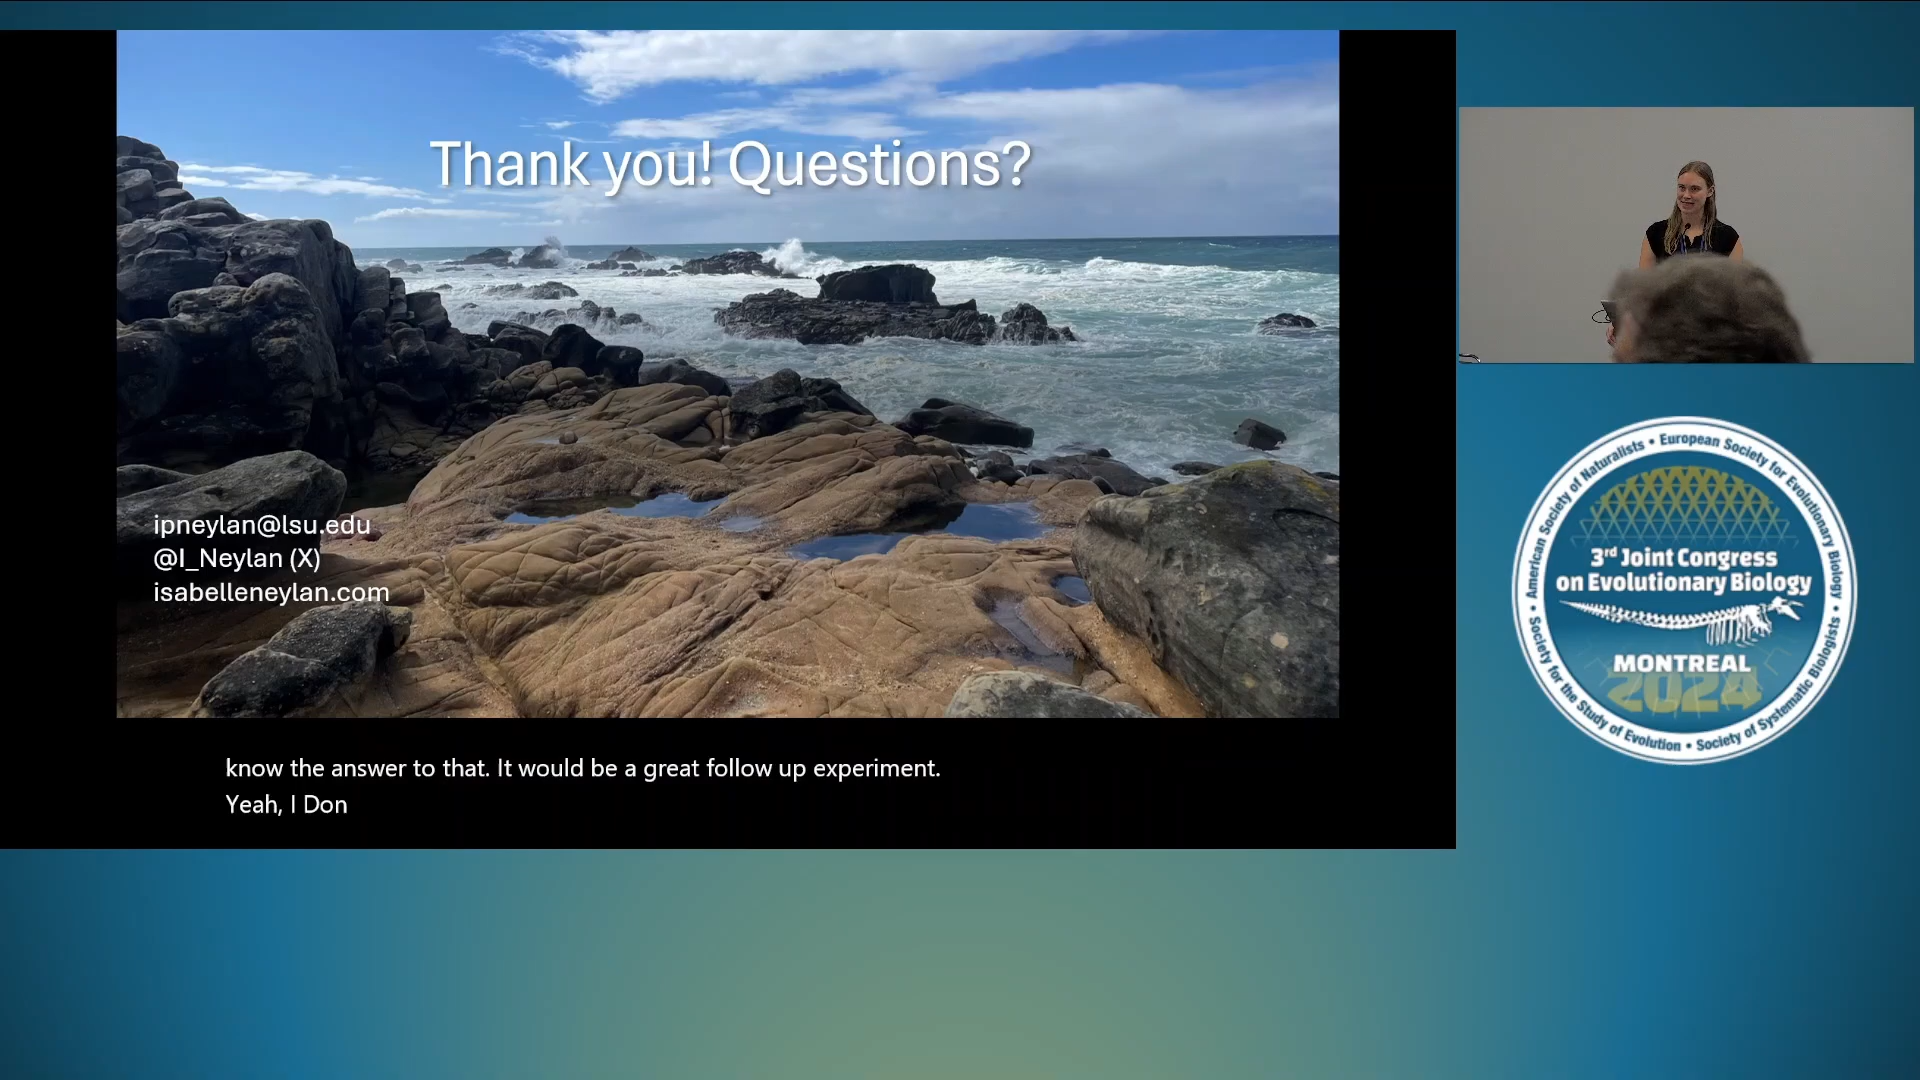 Thank you! Questions?
ipneylan@lsu.edu
@I_Neylan (X)
isabelleneylan.com
know the answer to that. It would be a great follow up experiment.
Yeah, I Don
American Society of Naturalists • European Society for Evolutionary Biology •
Society for the Study of Evolution • Society of Systematic Biologists •
3rd Joint Congress
on Evolutionary Biology
MONTREAL
2024